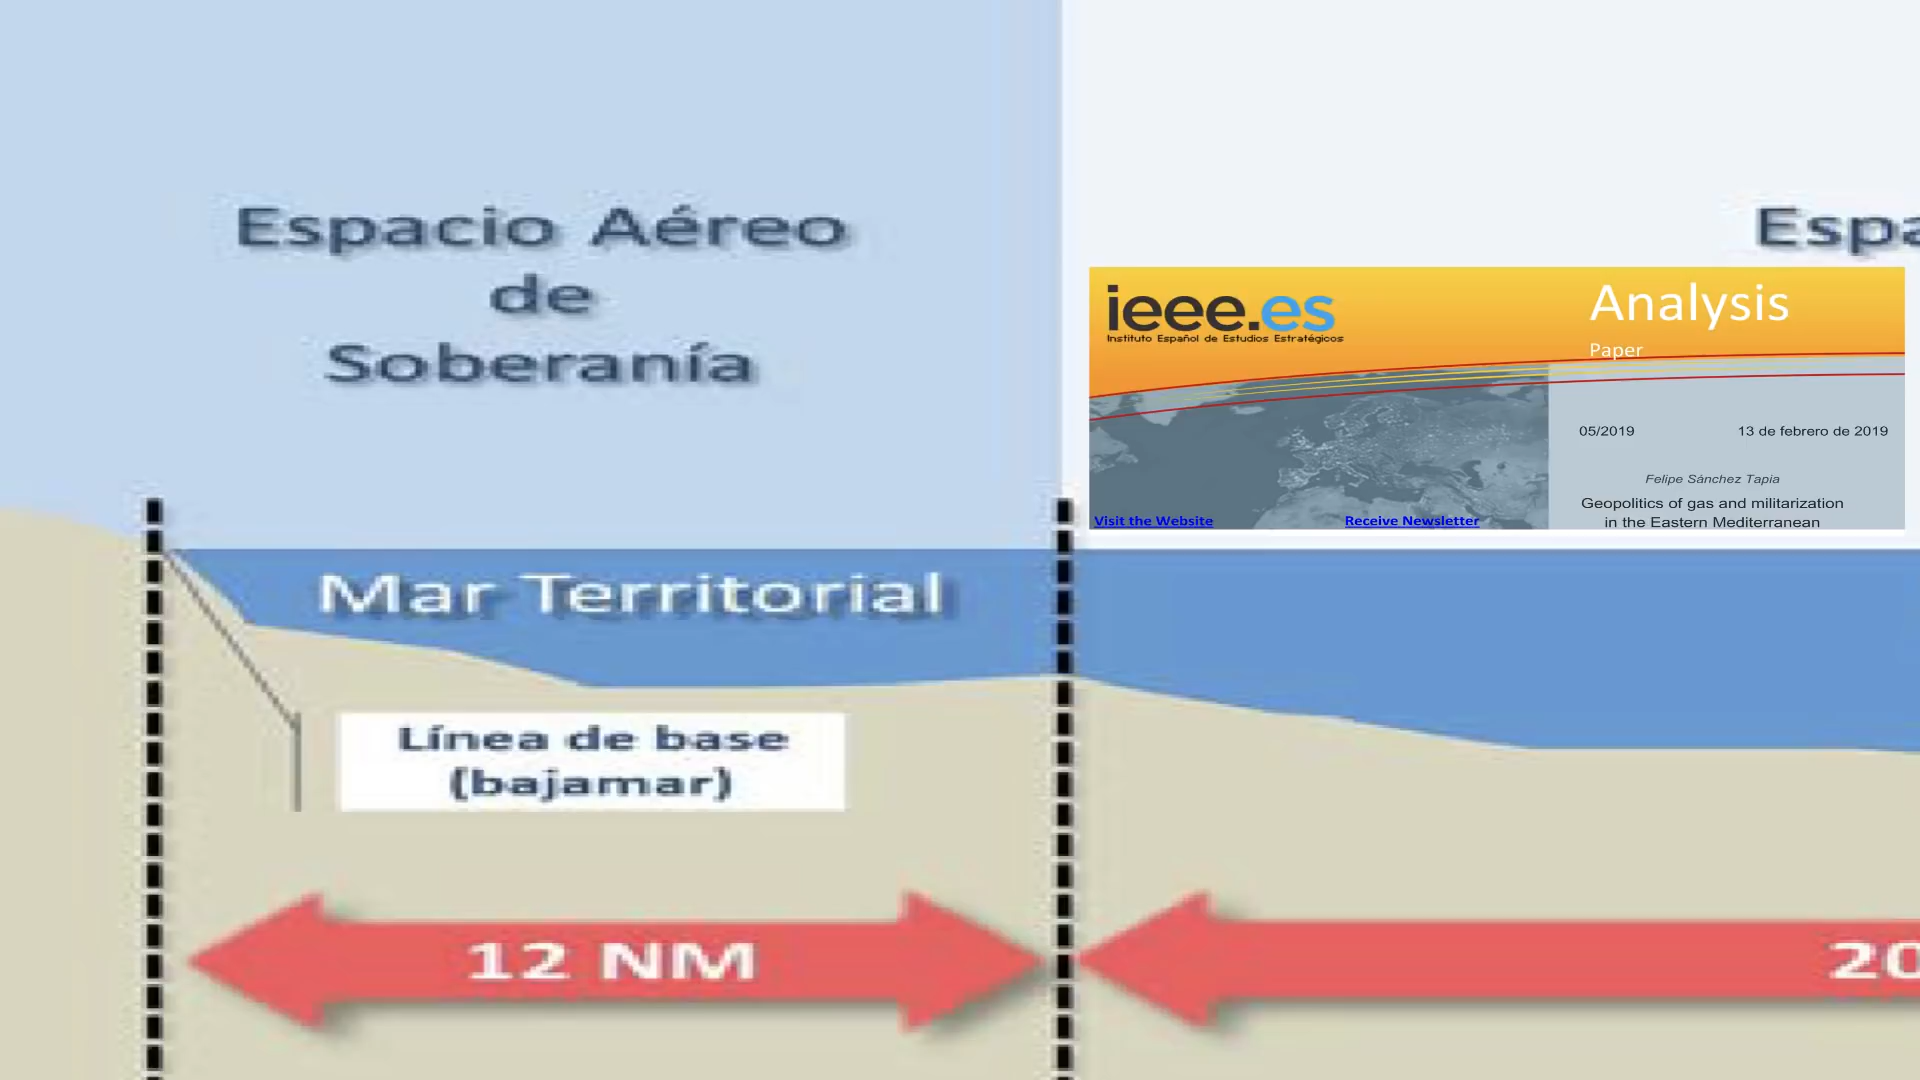 Espacio Aéreo
de
Soberanía
ieee.es
Instituto Español de Estudios Estratégicos
Analysis
Paper
05/2019 13 de febrero de 2019
Felipe Sánchez Tapia
Geopolitics of gas and militarization
in the Eastern Mediterranean
Visit the Website Receive Newsletter
Mar Territorial
Línea de base
(bajamar)
12 NM